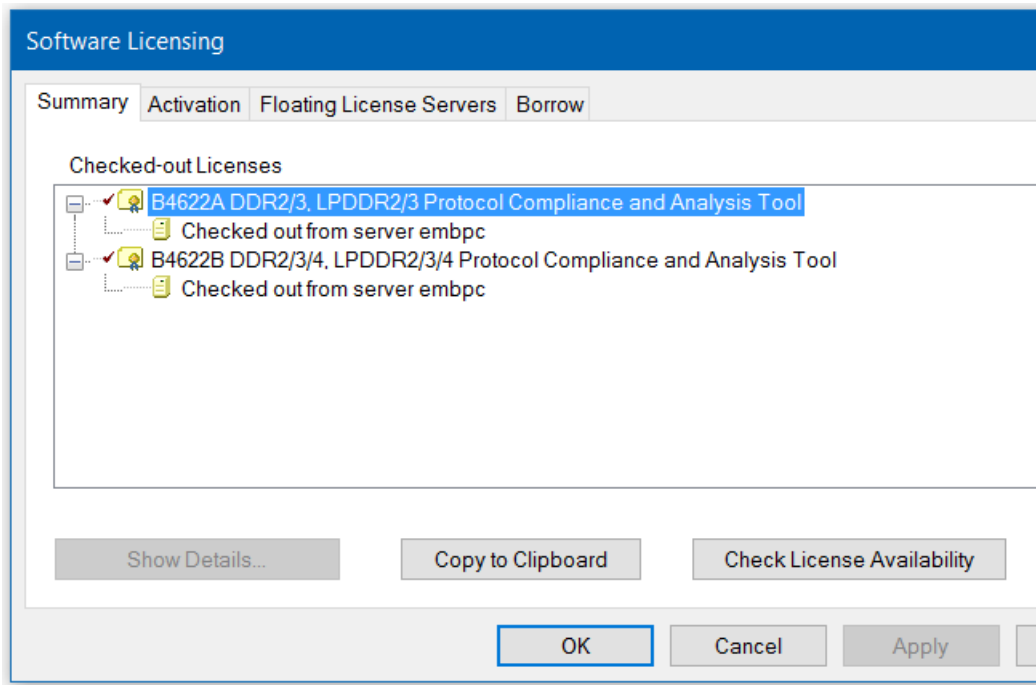 Software Licensing
Summary Activation Floating License Servers Borrow
Checked-out Licenses
B4622A DDR2/3, LPDDR2/3 Protocol Compliance and Analysis Tool
Checked out from server embpc
B4622B DDR2/3/4, LPDDR2/3/4 Protocol Compliance and Analysis Tool
Checked out from server embpc
Show Details... Copy to Clipboard Check License Availability
OK Cancel Apply